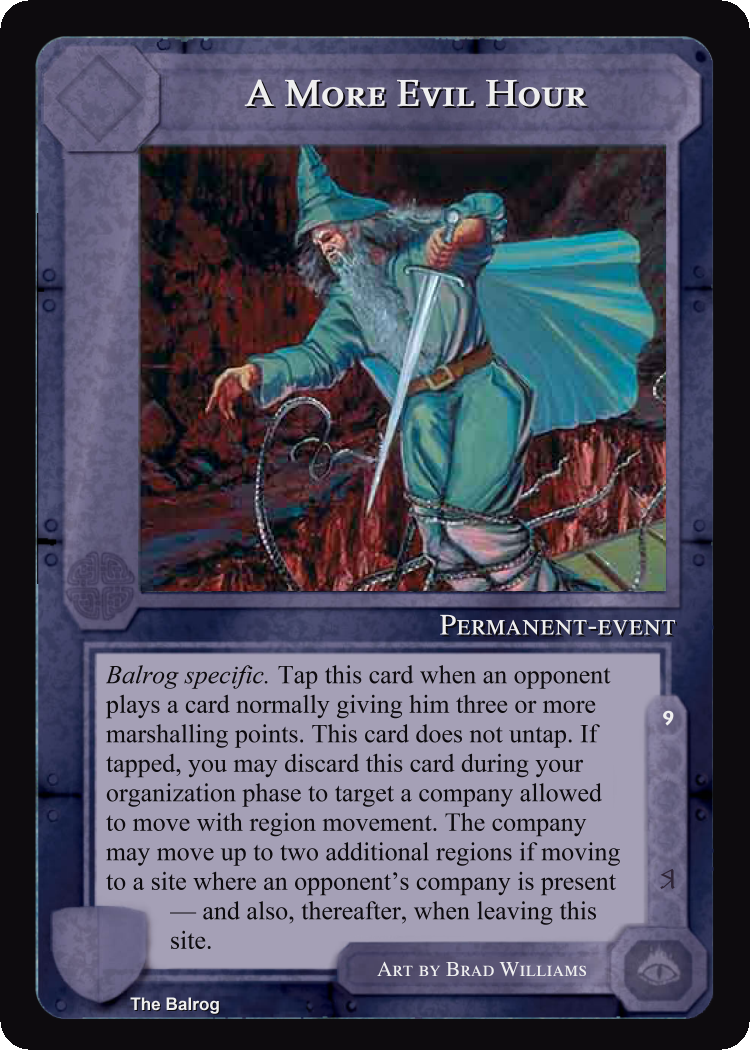 A More Evil Hour
Permanent-event
Balrog specific. Tap this card when an opponent
plays a card normally giving him three or more
marshalling points. This card does not untap. If
tapped, you may discard this card during your
organization phase to target a company allowed
to move with region movement. The company
may move up to two additional regions if moving
to a site where an opponent’s company is present
— and also, thereafter, when leaving this
site.
9
Art by Brad Williams
The Balrog